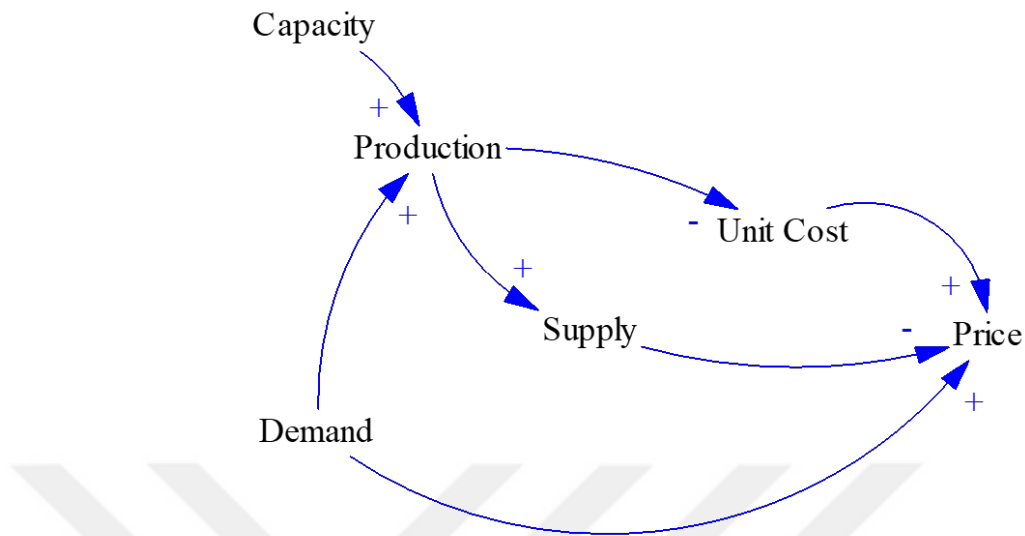 Capacity
+
Production
+
-
Unit Cost
+
+
Supply
-
Price
+
Demand